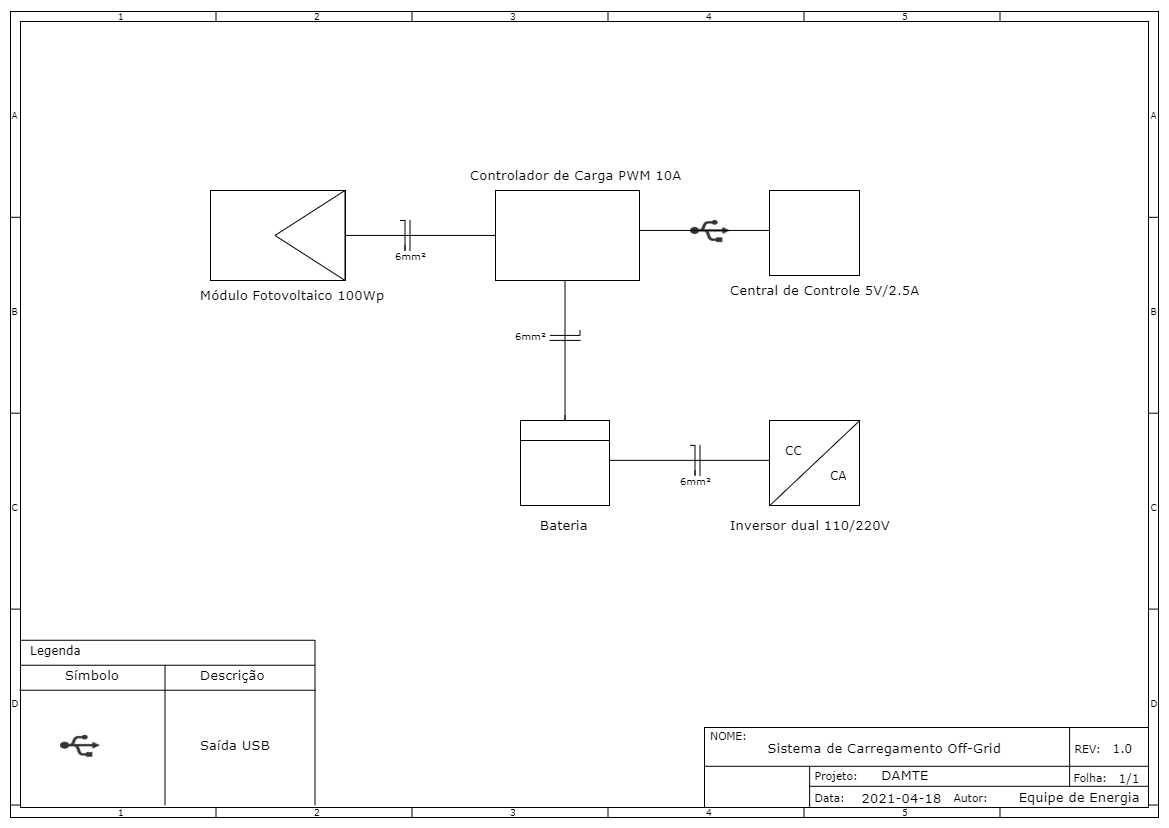 1 2 3 4 5
A A
Controlador de Carga PWM 10A
6mm²
Central de Controle 5V/2.5A
Módulo Fotovoltaico 100Wp
B B
6mm²
CC
CA
6mm²
C C
Bateria
Inversor dual 110/220V
Legenda
Símbolo Descrição
D D
Saída USB
NOME:
Sistema de Carregamento Off-Grid
REV: 1.0
Projeto: DAMTE
Folha: 1/1
Data: 2021-04-18 Autor: Equipe de Energia
1 2 3 4 5